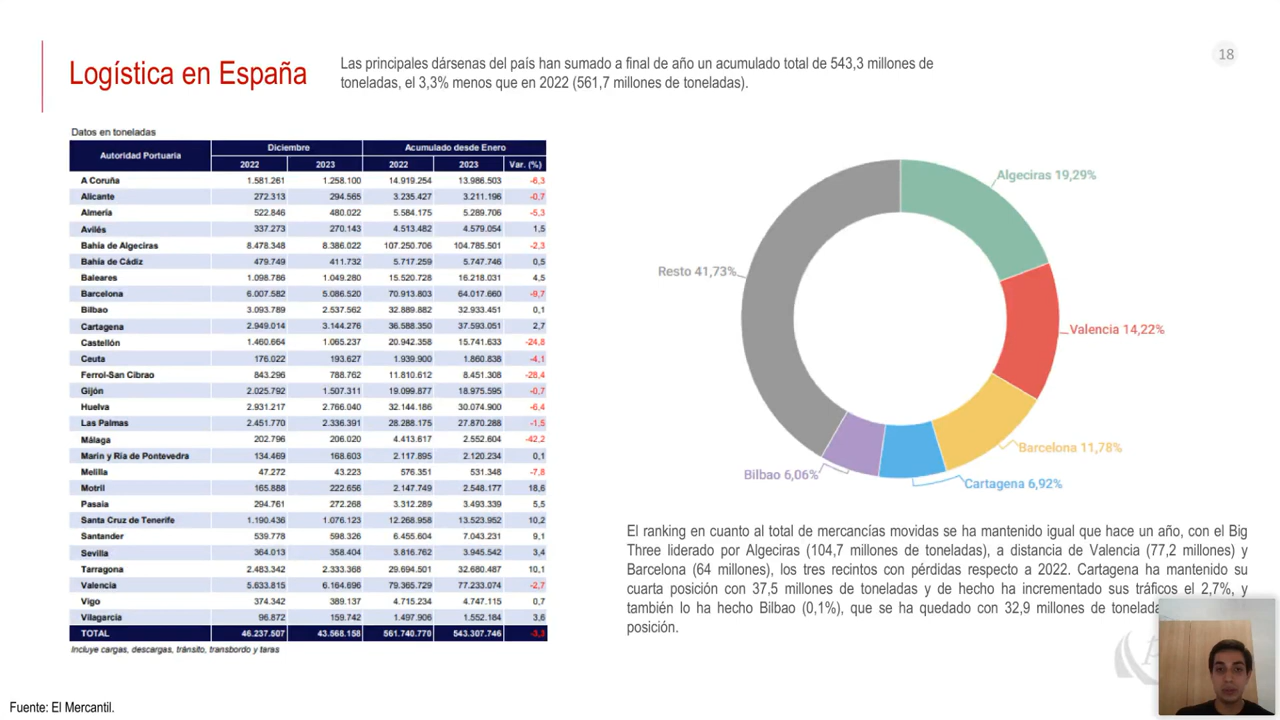 Logística en España
Las principales dársenas del país han sumado a final de año un acumulado total de 543,3 millones de
toneladas, el 3,3% menos que en 2022 (561,7 millones de toneladas).
18
Datos en toneladas
Autoridad Portuaria Diciembre Acumulado desde Enero
2022 2023 2022 2023 Var. (%)
A Coruña 1.581.261 1.258.100 14.919.254 13.986.503 -6,3
Alicante 272.313 294.565 3.235.427 3.211.196 -0,7
Almería 522.846 480.022 5.584.175 5.289.706 -5,3
Avilés 337.273 270.143 4.513.482 4.579.054 1,5
Bahía de Algeciras 8.478.348 8.386.022 107.250.706 104.785.501 -2,3
Bahía de Cádiz 479.749 411.732 5.717.259 5.747.746 0,5
Baleares 1.098.786 1.049.280 15.520.728 16.218.031 4,5
Barcelona 6.007.582 5.086.520 70.913.803 64.017.660 -9,7
Bilbao 3.093.789 2.537.562 32.889.882 32.933.451 0,1
Cartagena 2.949.014 3.144.276 36.588.350 37.593.051 2,7
Castellón 1.460.664 1.065.237 20.942.358 15.741.633 -24,8
Ceuta 176.022 193.627 1.939.900 1.860.838 -4,1
Ferrol-San Cibrao 843.296 788.762 11.810.612 8.451.308 -28,4
Gijón 2.025.792 1.507.311 19.099.877 18.975.595 -0,7
Huelva 2.931.217 2.766.040 32.144.186 30.074.900 -6,4
Las Palmas 2.451.770 2.336.391 28.288.175 27.870.288 -1,5
Málaga 202.796 206.020 4.413.617 2.552.604 -42,2
Marín y Ría de Pontevedra 134.469 168.603 2.117.895 2.120.234 0,1
Melilla 47.272 43.223 576.351 531.348 -7,8
Motril 165.888 222.656 2.147.749 2.548.177 18,6
Pasaia 294.761 272.268 3.312.289 3.493.339 5,5
Santa Cruz de Tenerife 1.190.436 1.076.123 12.268.958 13.523.952 10,2
Santander 539.778 598.326 6.455.604 7.043.231 9,1
Sevilla 364.013 358.404 3.816.762 3.945.542 3,4
Tarragona 2.483.342 2.333.368 29.694.501 32.680.487 10,1
Valencia 5.633.815 6.164.696 79.365.729 77.233.074 -2,7
Vigo 374.342 389.137 4.715.234 4.747.115 0,7
Vilagarcía 96.872 159.742 1.497.906 1.552.184 3,6
TOTAL 46.237.507 43.568.158 561.740.770 543.307.746 -3,3
Incluye cargas, descargas, tránsito, transbordo y taras
Algeciras 19,29%
Resto 41,73%
Valencia 14,22%
Barcelona 11,78%
Bilbao 6,06%
Cartagena 6,92%
El ranking en cuanto al total de mercancías movidas se ha mantenido igual que hace un año, con el Big
Three liderado por Algeciras (104,7 millones de toneladas), a distancia de Valencia (77,2 millones) y
Barcelona (64 millones), los tres recintos con pérdidas respecto a 2022. Cartagena ha mantenido su
cuarta posición con 37,5 millones de toneladas y de hecho ha incrementado sus tráficos el 2,7%, y
también lo ha hecho Bilbao (0,1%), que se ha quedado con 32,9 millones de
posición.
Fuente: El Mercantil.